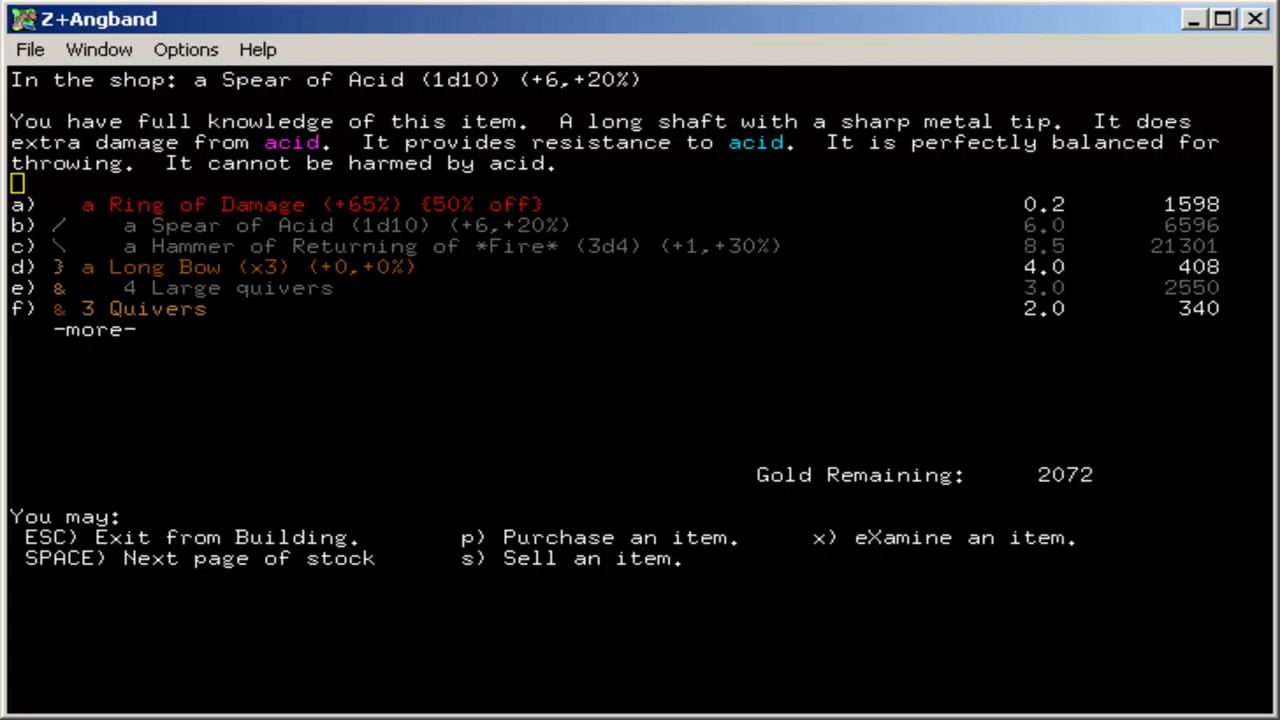 Z+Angband
File Window Options Help
In the shop: a Spear of Acid (1d10) (+6,+20%)
You have full knowledge of this item. A long shaft with a sharp metal tip. It does
extra damage from acid. It provides resistance to acid. It is perfectly balanced for
throwing. It cannot be harmed by acid.
a) a Ring of Damage (+65%) {50% off} 0.2 1598
b) / a Spear of Acid (1d10) (+6,+20%) 6.0 6596
c) \ a Hammer of Returning of *Fire* (3d4) (+1,+30%) 8.5 21301
d) } a Long Bow (x3) (+0,+0%) 4.0 408
e) & 4 Large quivers 3.0 2550
f) & 3 Quivers 2.0 340
-more-
Gold Remaining: 2072
You may:
ESC) Exit from Building. p) Purchase an item. x) eXamine an item.
SPACE) Next page of stock s) Sell an item.